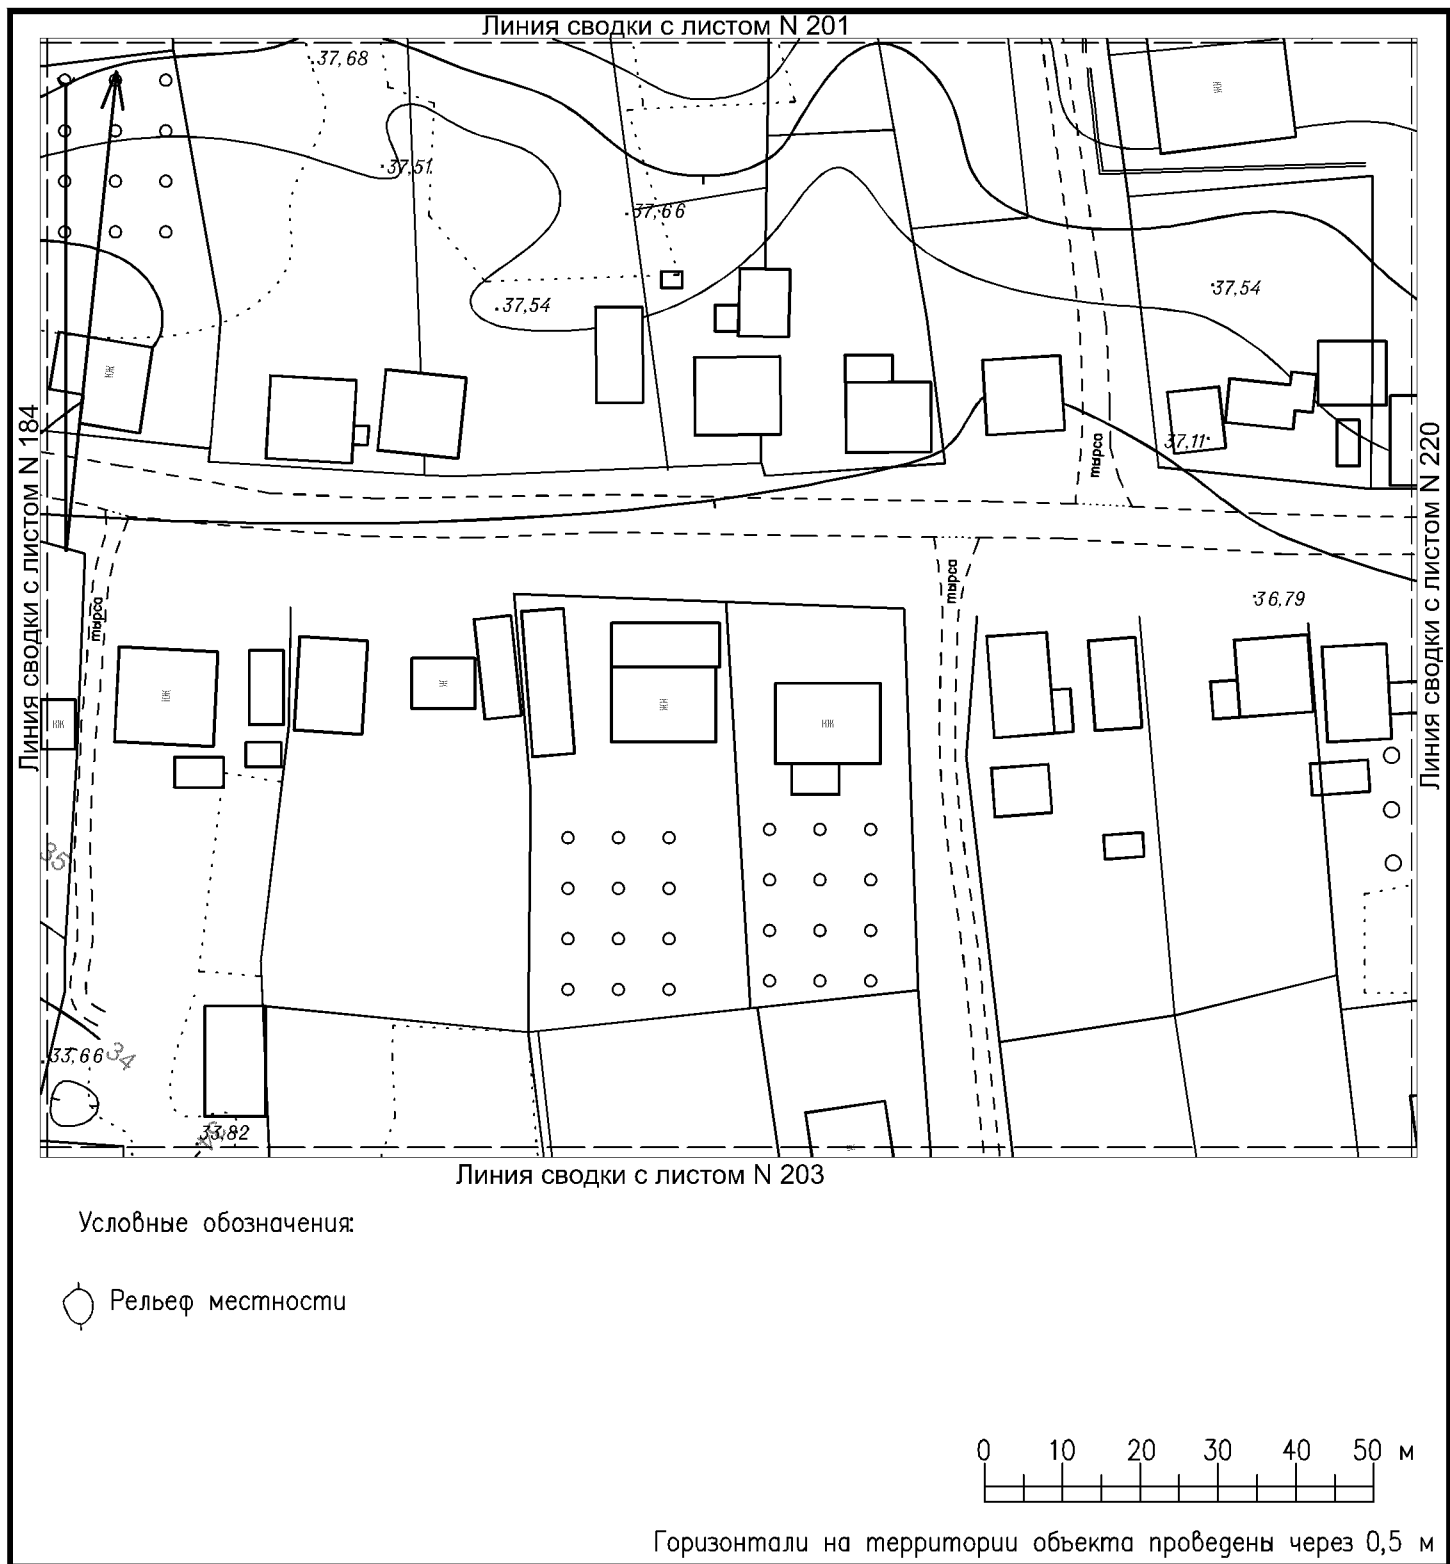 Линия сводки с листом N 201
37,68
КЖ
37,51
37,66
37,54
37,54
КЖ
Линия сводки с листом N 184
тырса
37,11
Линия сводки с листом N 220
тырса
тырса
36,79
КЖ
Ж
КЖ
КЖ
КЖ
35
33,66
34
33,82
34
Линия сводки с листом N 203
Условные обозначения:
Рельеф местности
0 10 20 30 40 50 м
Горизонтали на территории объекта проведены через 0,5 м